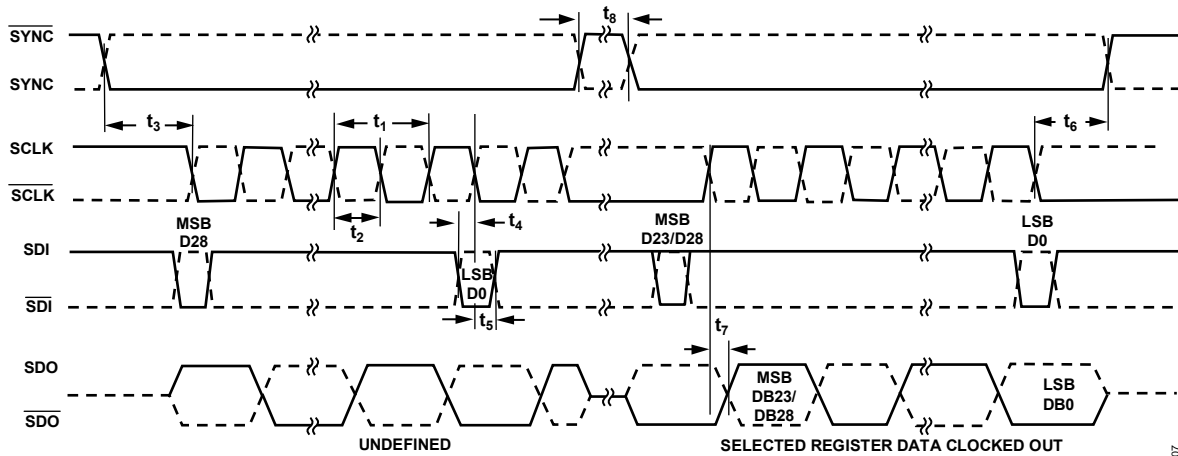 t8
SYNC
SYNC
t3
t1
t6
SCLK
SCLK
t2
t4
MSB
D28
MSB
D23/D28
LSB
D0
SDI
SDI
LSB
D0
t5
t7
SDO
SDO
MSB
DB23/
DB28
LSB
DB0
UNDEFINED
SELECTED REGISTER DATA CLOCKED OUT
07